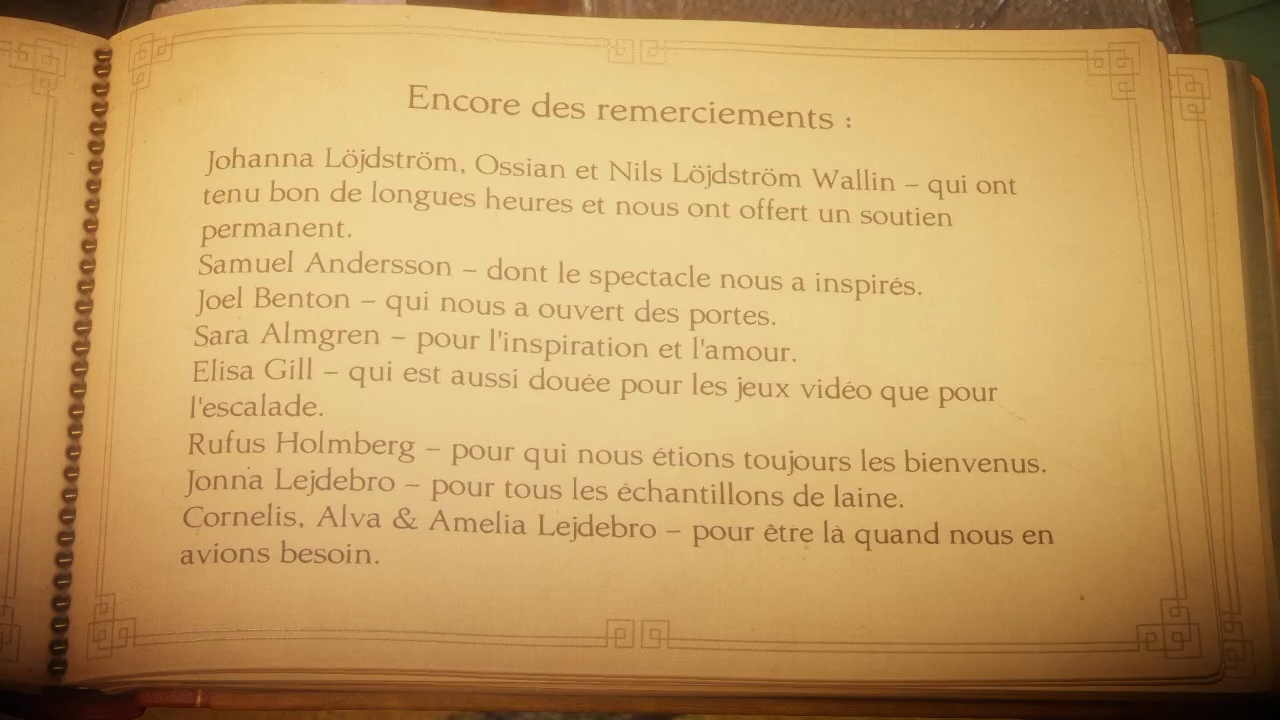 Encore des remerciements :
Johanna Löjdström, Ossian et Nils Löjdström Wallin – qui ont
tenu bon de longues heures et nous ont offert un soutien
permanent.
Samuel Andersson – dont le spectacle nous a inspirés.
Joel Benton – qui nous a ouvert des portes.
Sara Almgren – pour l'inspiration et l'amour.
Elisa Gill – qui est aussi douée pour les jeux vidéo que pour
l'escalade.
Rufus Holmberg – pour qui nous étions toujours les bienvenus.
Jonna Lejdebro – pour tous les échantillons de laine.
Cornelis, Alva & Amelia Lejdebro – pour être là quand nous en
avions besoin.